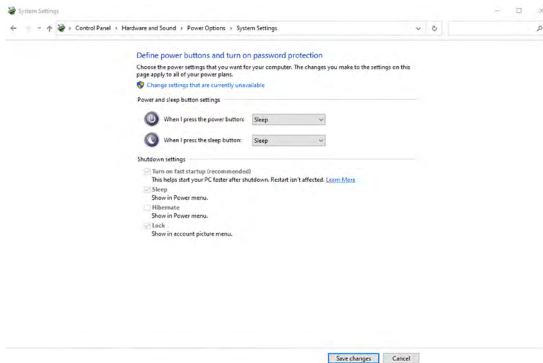 System Settings
Control Panel > Hardware and Sound > Power Options > System Settings
Define power buttons and turn on password protection
Choose the power settings that you want for your computer. The changes you make to the settings on this
page apply to all of your power plans.
Change settings that are currently unavailable
Power and sleep button settings
When I press the power button: Sleep
When I press the sleep button: Sleep
Shutdown settings
Turn on fast startup (recommended)
This helps start your PC faster after shutdown. Restart isn't affected. Learn More
Sleep
Show in Power menu.
Hibernate
Show in Power menu.
Lock
Show in account picture menu.
Save changes Cancel